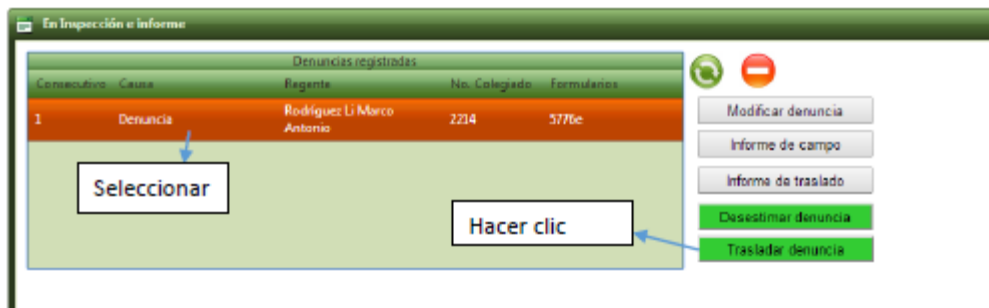 En Inspección e informe
Denuncias registradas
Consecutivo Causa Regente No. Colegiado Formularios
1 Denuncia Rodríguez Li Marco Antonio 2214 5776e
Seleccionar
Hacer clic
Modificar denuncia
Informe de campo
Informe de traslado
Desestimar denuncia
Trasladar denuncia